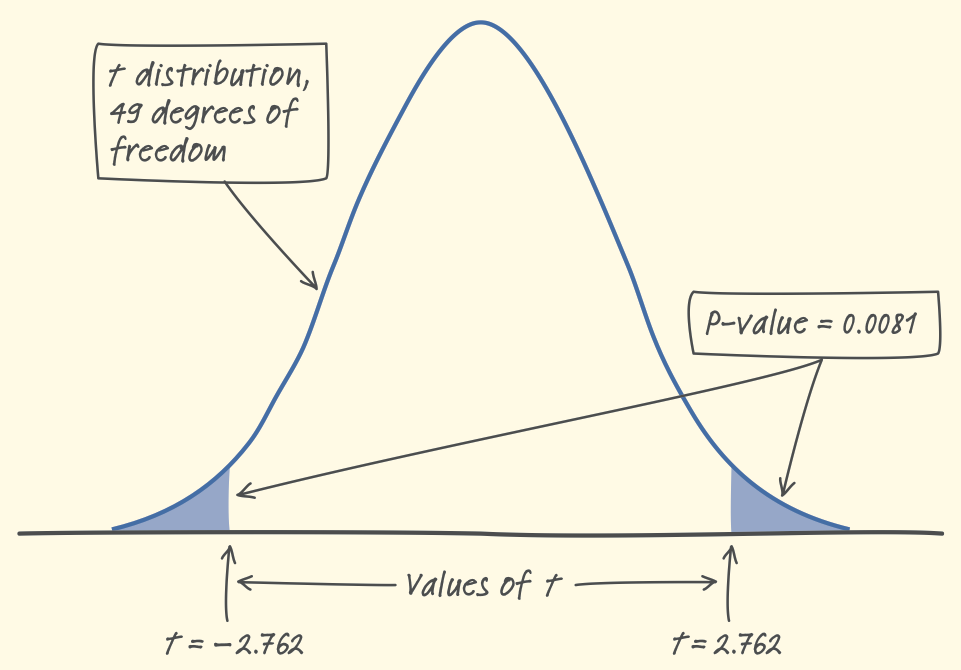 t distribution,
49 degrees of
freedom
P-value = 0.0081
Values of t
t = -2.762
t = 2.762